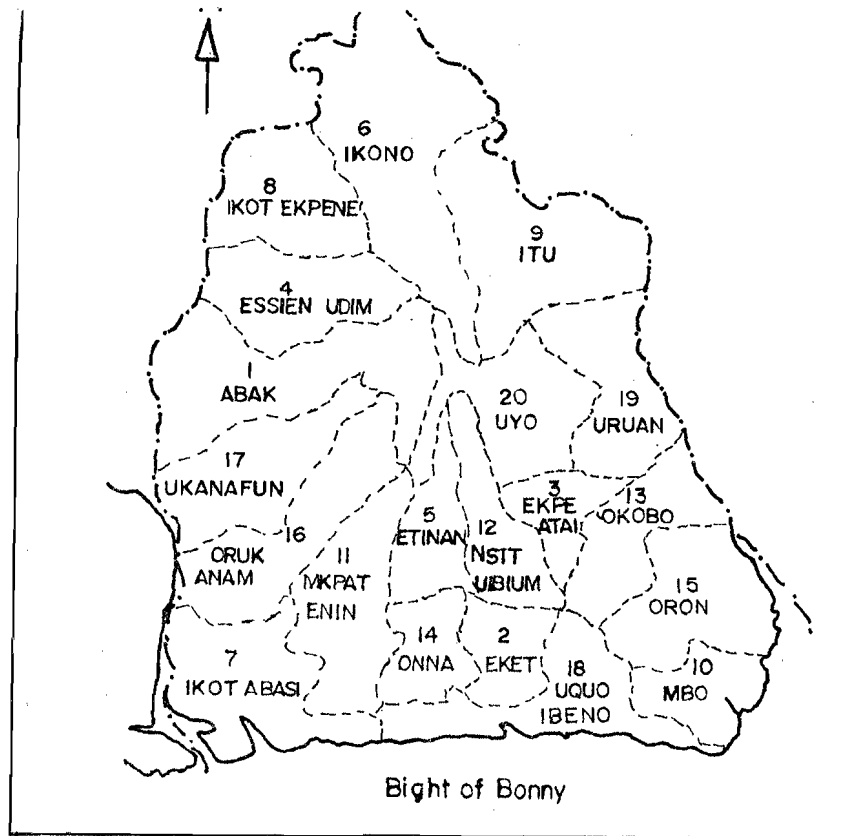 6
IKONO
8
IKOT EKPENE
9
ITU
4
ESSIEN UDIM
1
ABAK
20
UYO
19
URUAN
17
UKANAFUN
3
EKPE
ATAI
13
OKOBO
16
ORUK
ANAM
5
ETINAN
12
NSTT
UBIUM
11
MKPAT
ENIN
15
ORON
14
ONNA
2
EKET
7
IKOT ABASI
18
UQUO
IBENO
10
MBO
Bight of Bonny